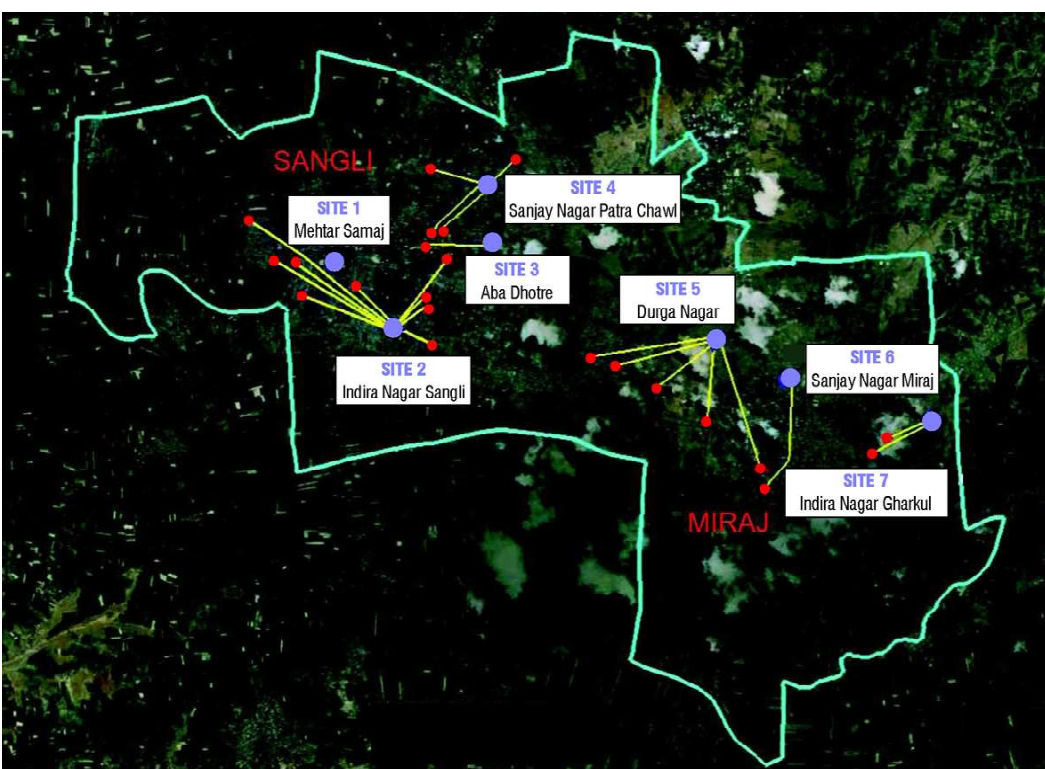 SANGLI
SITE 4
Sanjay Nagar Patra Chawl
SITE 1
Mehtar Samaj
SITE 3
Aba Dhotre
SITE 5
Durga Nagar
SITE 2
Indira Nagar Sangli
SITE 6
Sanjay Nagar Miraj
SITE 7
Indira Nagar Gharkul
MIRAJ